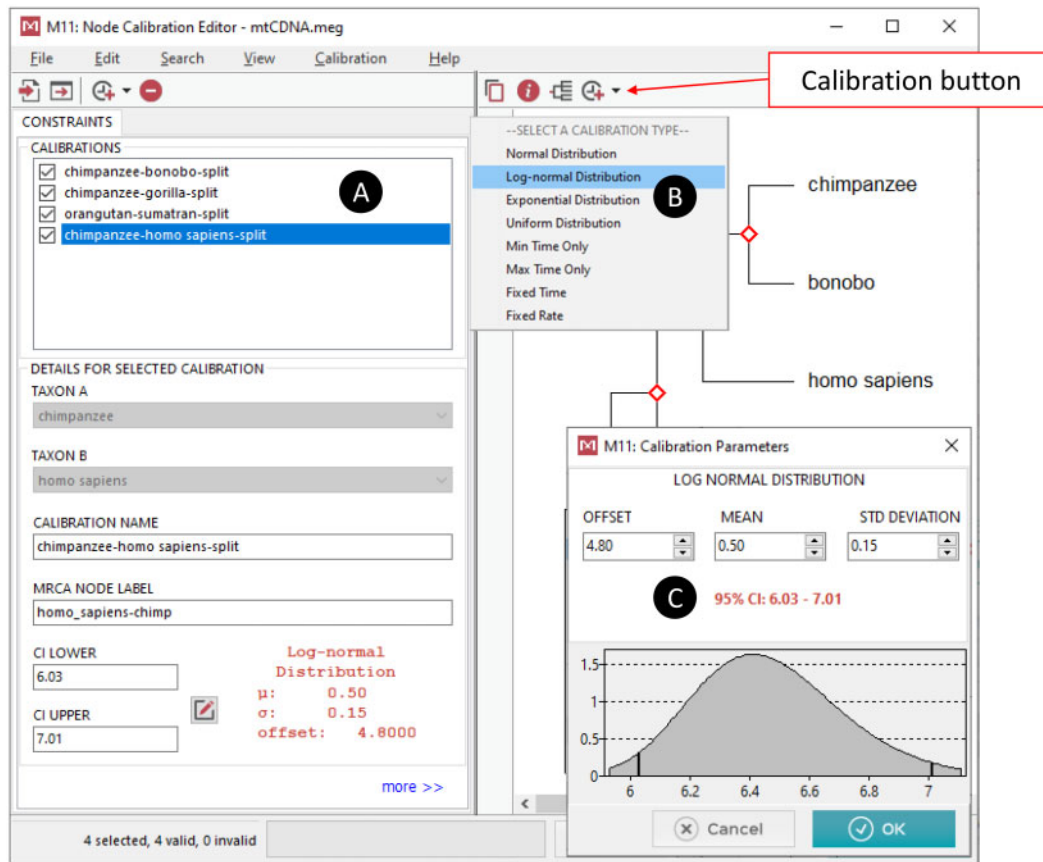 M11: Node Calibration Editor - mtCDNA.meg
File Edit Search View Calibration Help
Calibration button
CONSTRAINTS
CALIBRATIONS
chimpanzee-bonobo-split
chimpanzee-gorilla-split
orangutan-sumatran-split
chimpanzee-homo sapiens-split
A
--SELECT A CALIBRATION TYPE--
Normal Distribution
Log-normal Distribution
Exponential Distribution
Uniform Distribution
Min Time Only
Max Time Only
Fixed Time
Fixed Rate
B
chimpanzee
bonobo
homo sapiens
DETAILS FOR SELECTED CALIBRATION
TAXON A
chimpanzee
TAXON B
homo sapiens
CALIBRATION NAME
chimpanzee-homo sapiens-split
MRCA NODE LABEL
homo_sapiens-chimp
CI LOWER
6.03
CI UPPER
7.01
Log-normal
Distribution
μ: 0.50
σ: 0.15
offset: 4.8000
more >>
4 selected, 4 valid, 0 invalid
M11: Calibration Parameters
LOG NORMAL DISTRIBUTION
OFFSET MEAN STD DEVIATION
4.80 0.50 0.15
C
95% CI: 6.03 - 7.01
1.5
1
0.5
0
6 6.2 6.4 6.6 6.8 7
Cancel OK